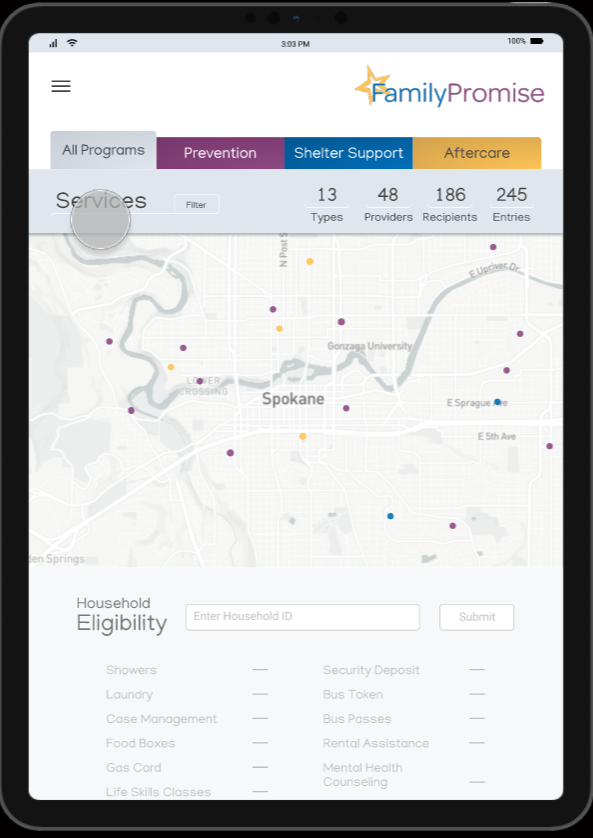 3:03 PM
100%
FamilyPromise
All Programs
Prevention
Shelter Support
Aftercare
Services
Filter
13
48
186
245
Types
Providers
Recipients
Entries
N Post S
E Upriver Dr
Gonzaga University
LOWER
CROSSING
Spokane
E Sprague Ave
E 5th Ave
den Springs
Household
Eligibility
Enter Household ID
Submit
Showers —
Security Deposit —
Laundry —
Bus Token —
Case Management —
Bus Passes —
Food Boxes —
Rental Assistance —
Gas Card —
Mental Health
Counseling —
Life Skills Classes —